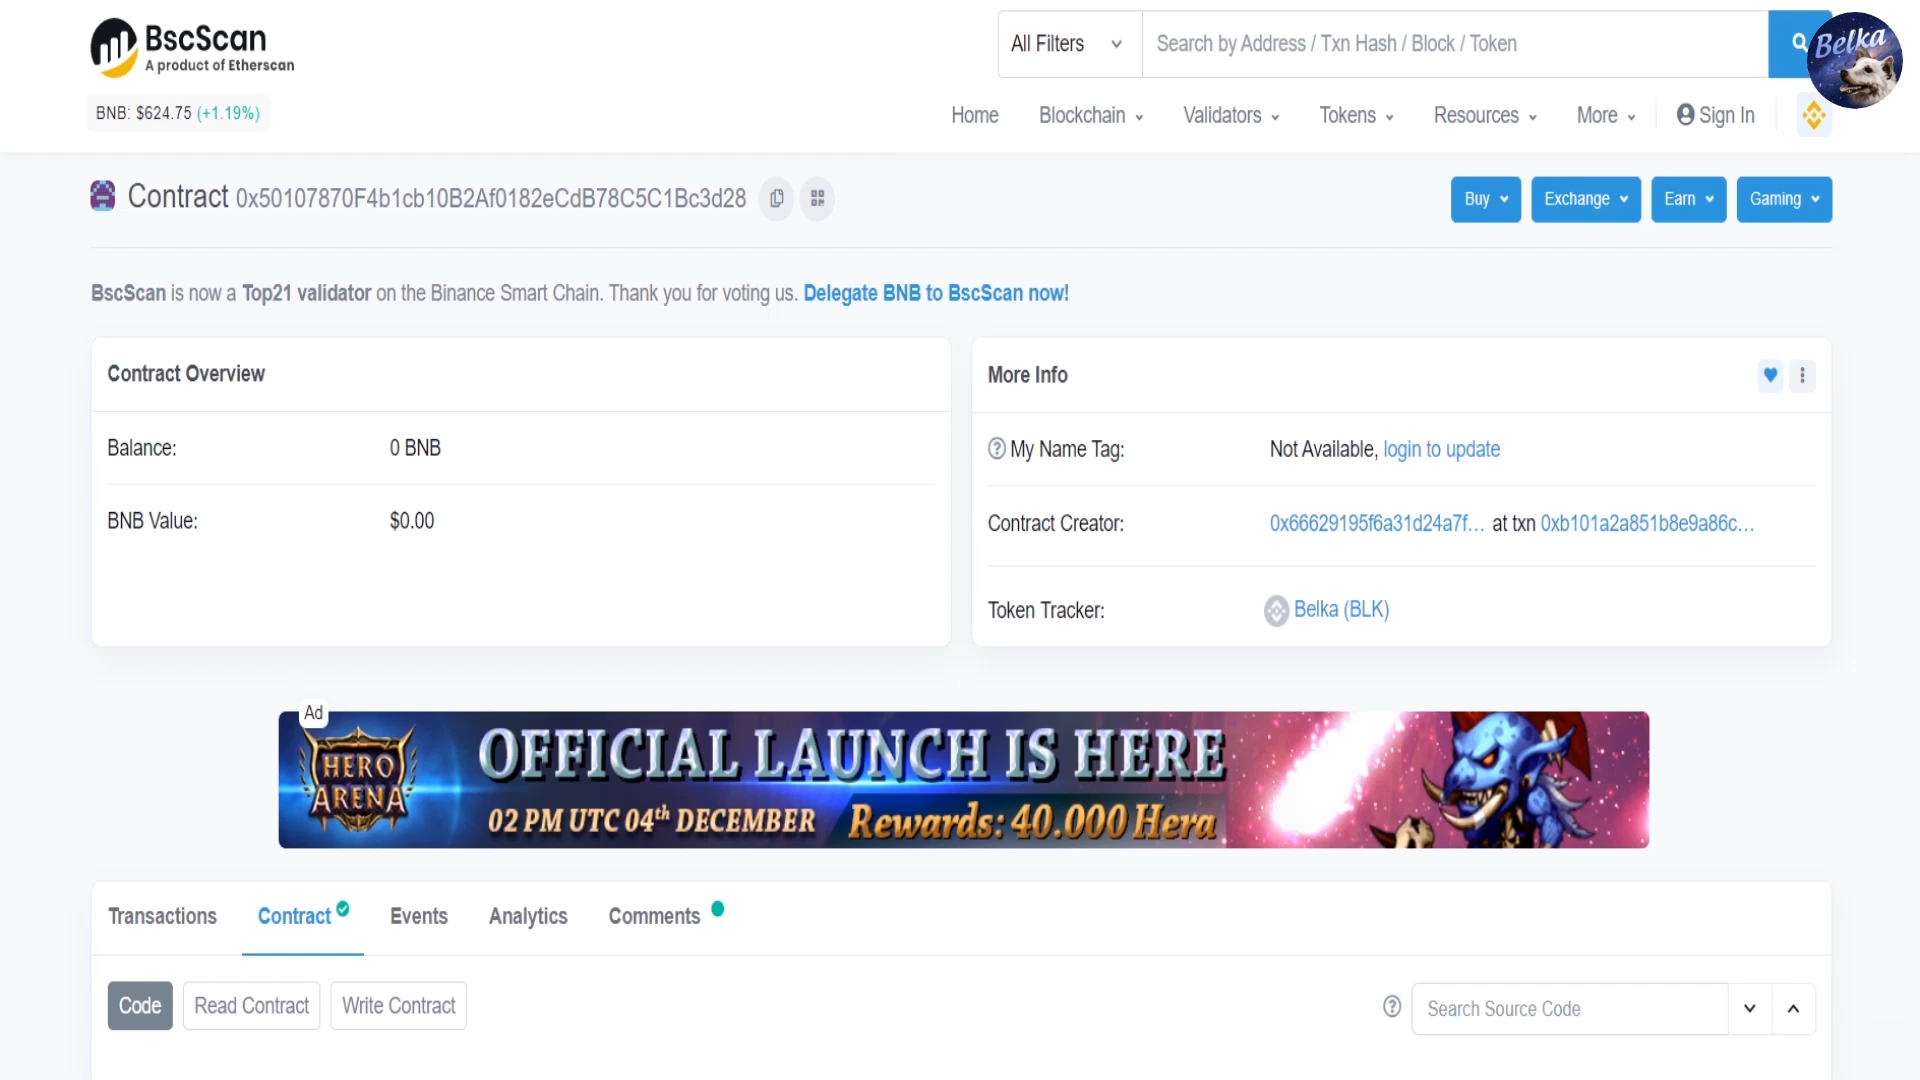 BscScan
A product of Etherscan
All Filters
Search by Address / Txn Hash / Block / Token
Belka
BNB: $624.75 (+1.19%)
Home Blockchain Validators Tokens Resources More Sign In
Contract 0x50107870F4b1cb10B2Af0182eCdB78C5C1Bc3d28
Buy Exchange Earn Gaming
BscScan is now a Top21 validator on the Binance Smart Chain. Thank you for voting us. Delegate BNB to BscScan now!
Contract Overview
Balance: 0 BNB
BNB Value: $0.00
More Info
My Name Tag: Not Available, login to update
Contract Creator: 0x66629195f6a31d24a7f... at txn 0xb101a2a851b8e9a86c...
Token Tracker: Belka (BLK)
Ad
HERO
ARENA
OFFICIAL LAUNCH IS HERE
02 PM UTC 04th DECEMBER Rewards: 40.000 Hera
Transactions Contract Events Analytics Comments
Code Read Contract Write Contract
Search Source Code